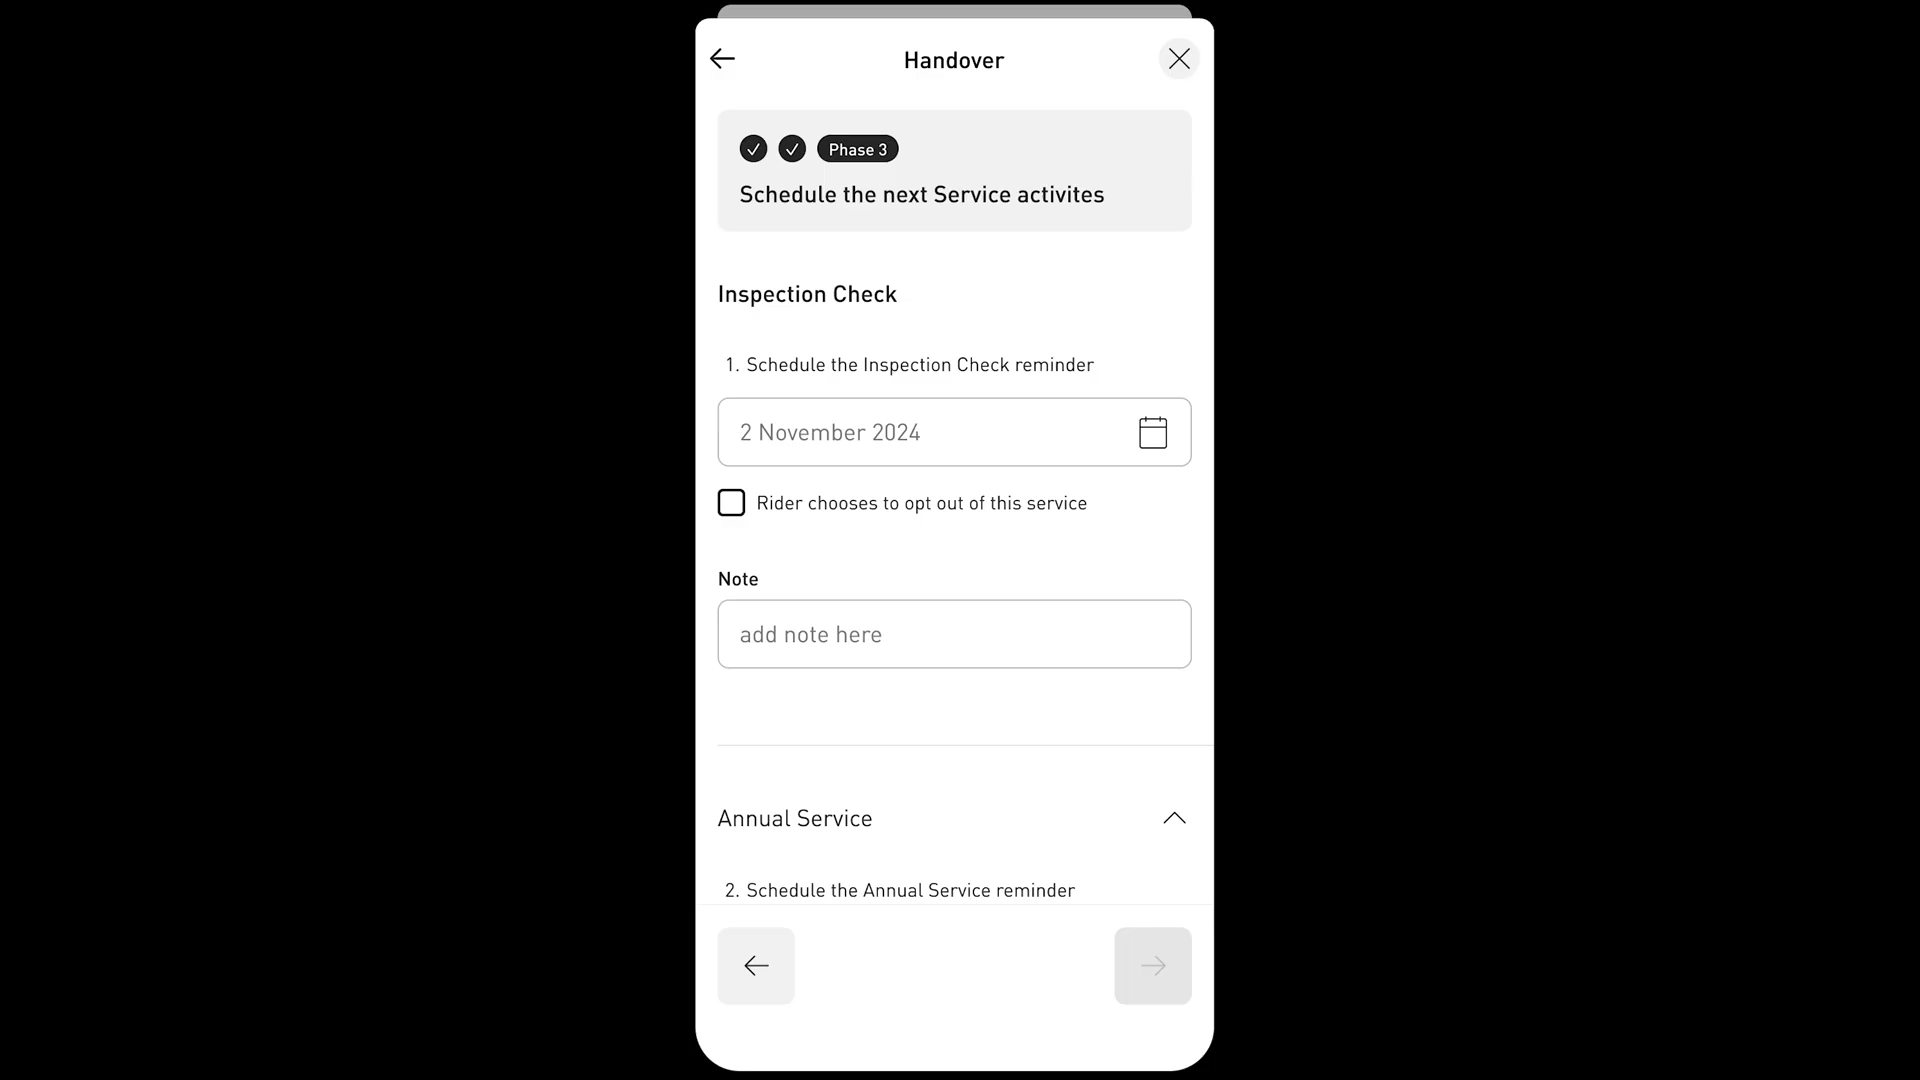 Handover
Phase 3
Schedule the next Service activites
Inspection Check
1. Schedule the Inspection Check reminder
2 November 2024
Rider chooses to opt out of this service
Note
add note here
Annual Service
2. Schedule the Annual Service reminder